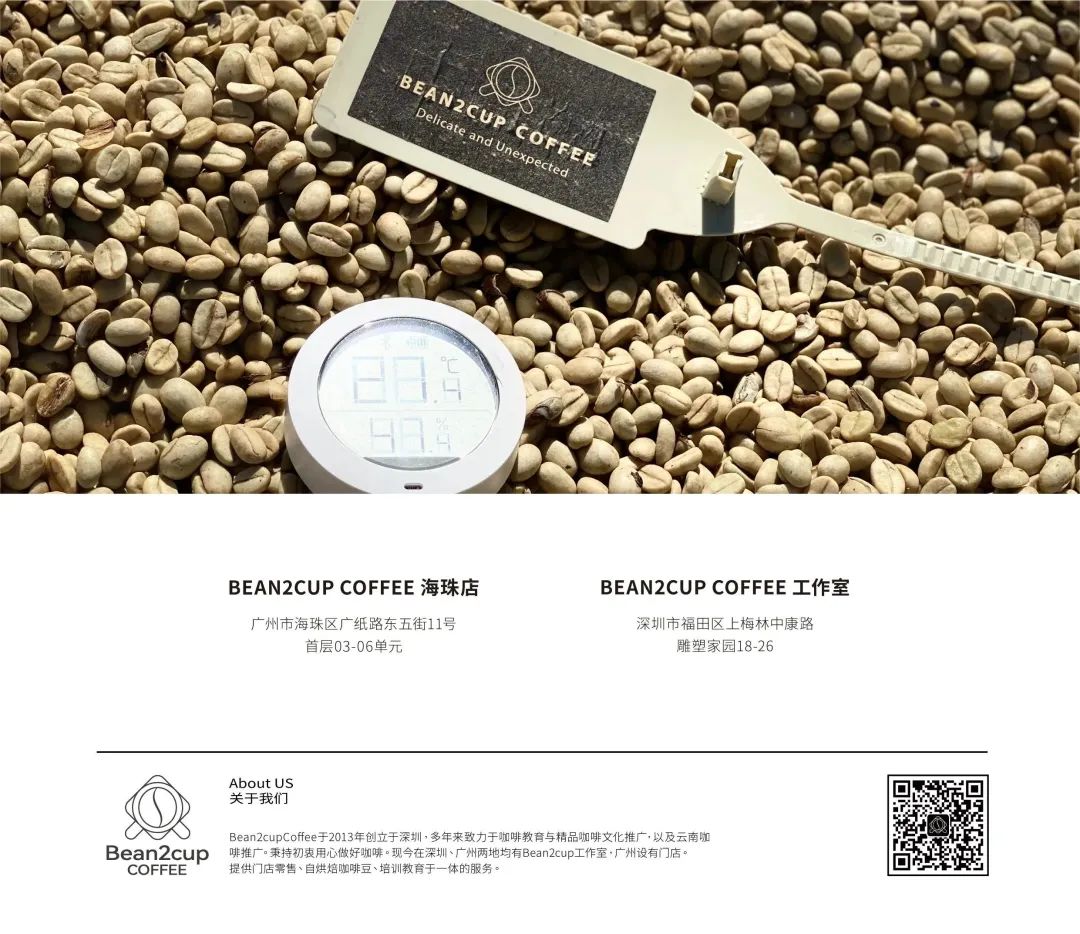 BEAN2CUP COFFEE
Delicate and Unexpected
℃
%
BEAN2CUP COFFEE 海珠店
广州市海珠区广纸路东五街11号
首层03-06单元
BEAN2CUP COFFEE 工作室
深圳市福田区上梅林中康路
雕塑家园18-26
Bean2cup
COFFEE
About US
关于我们
Bean2cupCoffee于2013年创立于深圳，多年来致力于咖啡教育与精品咖啡文化推广，以及云南咖
啡推广。秉持初衷用心做好咖啡。现今在深圳、广州两地均有Bean2cup工作室，广州设有门店。
提供门店零售、自烘焙咖啡豆、培训教育于一体的服务。